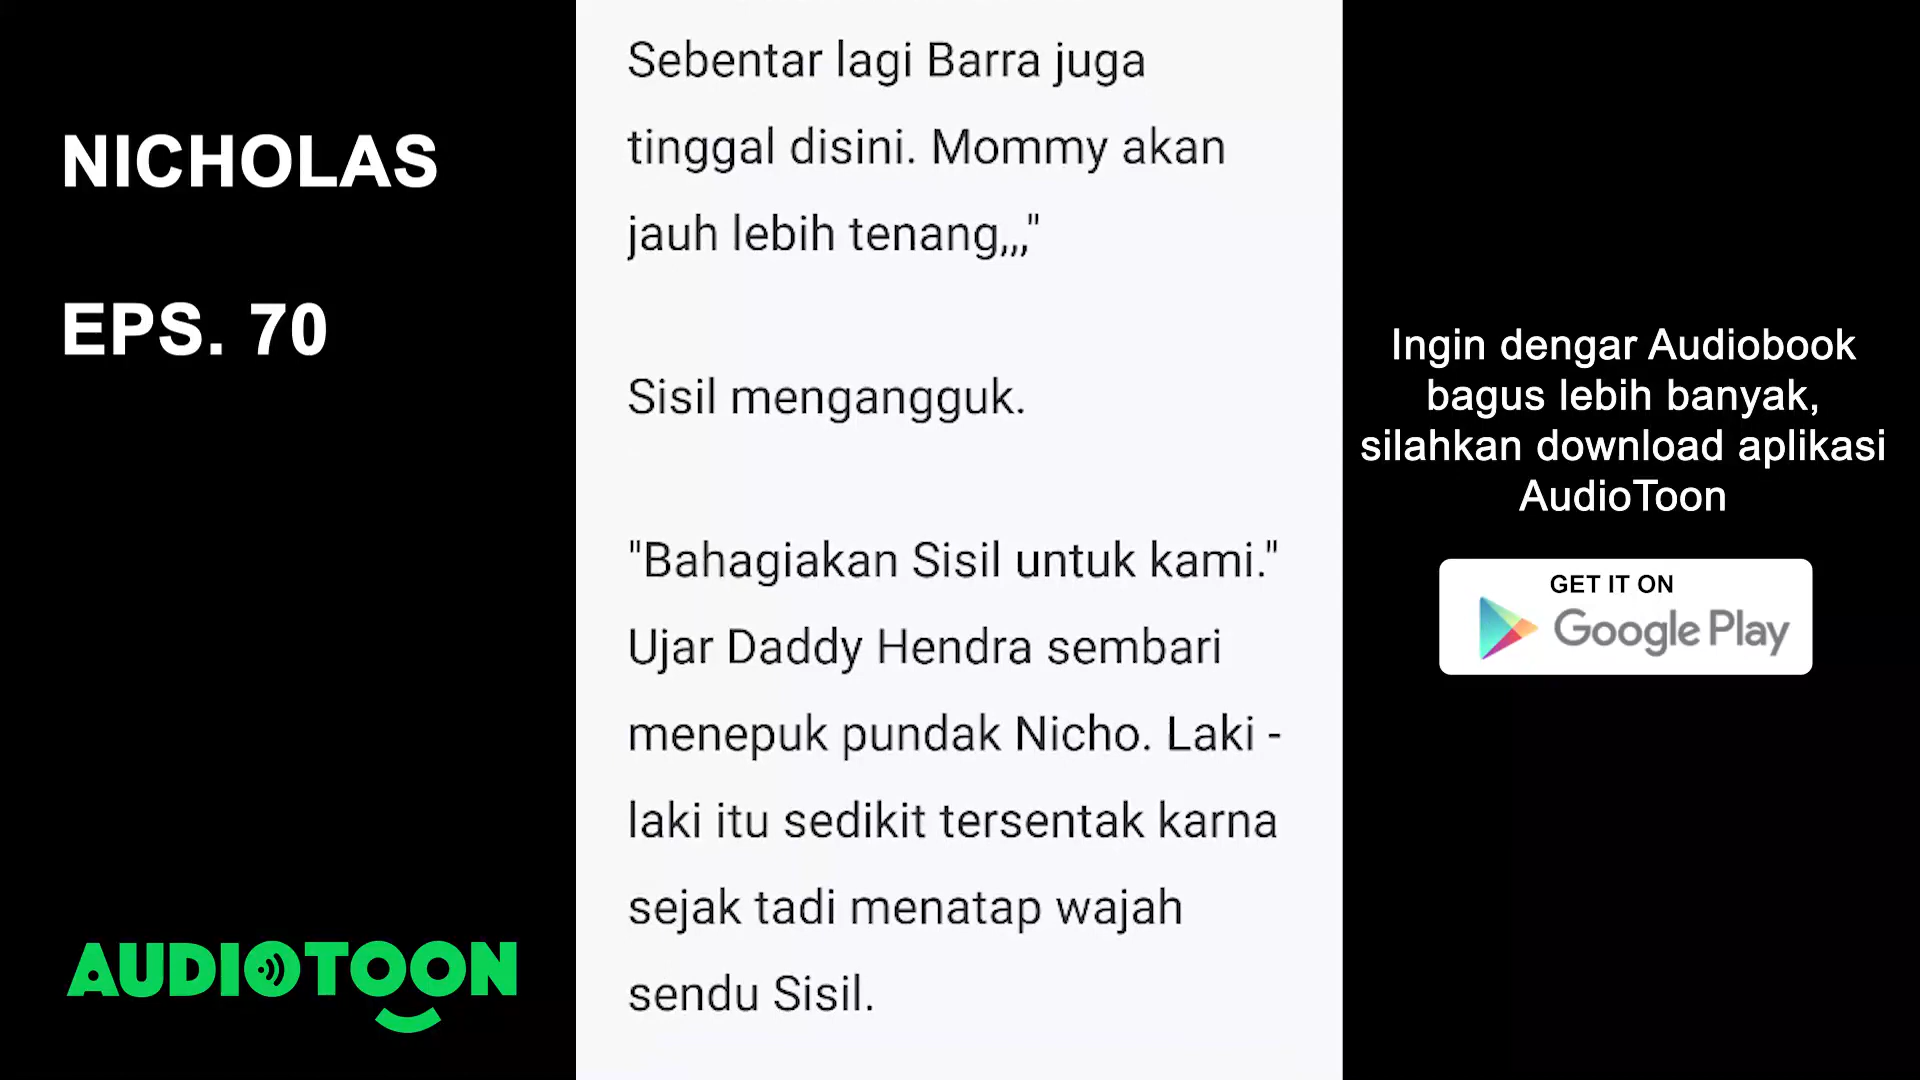 NICHOLAS
EPS. 70
Sebentar lagi Barra juga
tinggal disini. Mommy akan
jauh lebih tenang,,,"
Sisil mengangguk.
"Bahagiakan Sisil untuk kami."
Ujar Daddy Hendra sembari
menepuk pundak Nicho. Laki -
laki itu sedikit tersentak karna
sejak tadi menatap wajah
sendu Sisil.
Ingin dengar Audiobook
bagus lebih banyak,
silahkan download aplikasi
AudioToon
GET IT ON
Google Play
AUDIOTOON